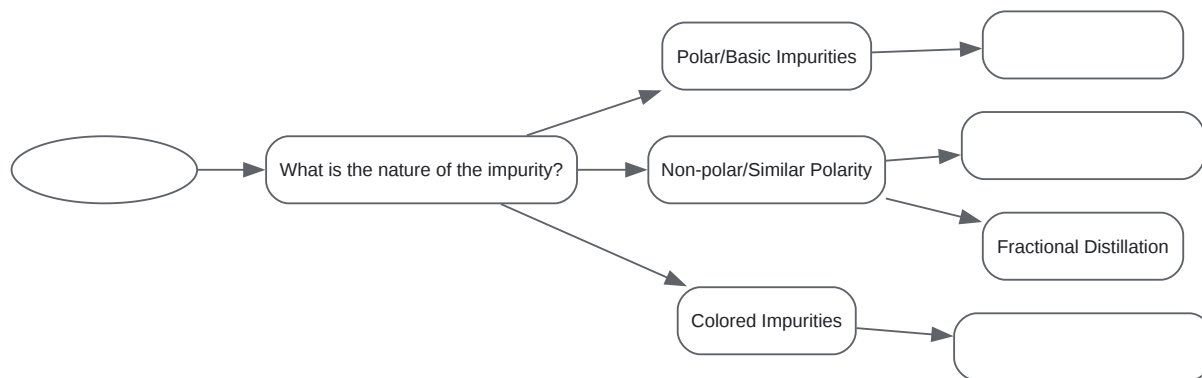 Polar/Basic Impurities
What is the nature of the impurity?
Non-polar/Similar Polarity
Fractional Distillation
Colored Impurities